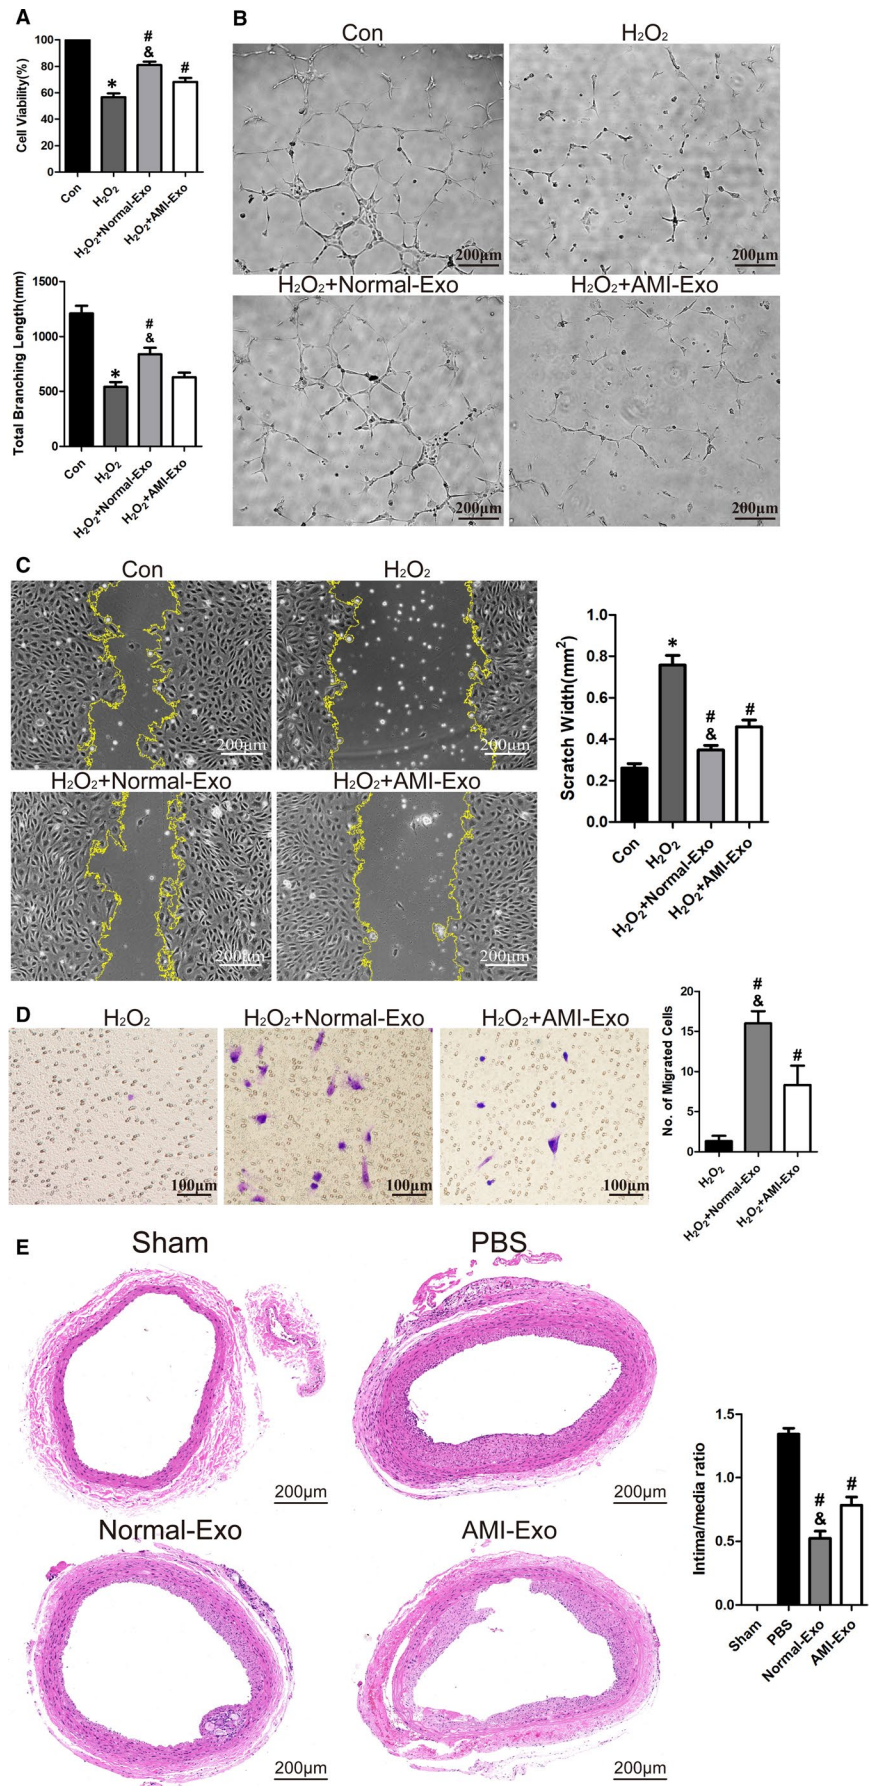 A
Cell Viability(%)
100
80
60
40
20
0
*
#
&
#
Con
H₂O₂
H₂O₂+Normal-Exo
H₂O₂+AMI-Exo
Total Branching Length(mm)
1500
1000
500
0
*
#
&
Con
H₂O₂
H₂O₂+Normal-Exo
H₂O₂+AMI-Exo
B
Con
H₂O₂
200μm
200μm
H₂O₂+Normal-Exo
H₂O₂+AMI-Exo
200μm
200μm
C
Con
H₂O₂
200μm
200μm
H₂O₂+Normal-Exo
H₂O₂+AMI-Exo
200μm
200μm
Scratch Width(mm²)
1.0
0.8
0.6
0.4
0.2
0.0
*
#
&
#
Con
H₂O₂
H₂O₂+Normal-Exo
H₂O₂+AMI-Exo
D
H₂O₂
H₂O₂+Normal-Exo
H₂O₂+AMI-Exo
100μm
100μm
100μm
No. of Migrated Cells
20
15
10
5
0
#
&
#
H₂O₂
H₂O₂+Normal-Exo
H₂O₂+AMI-Exo
E
Sham
PBS
200μm
200μm
Normal-Exo
AMI-Exo
200μm
200μm
Intima/media ratio
1.5
1.0
0.5
0.0
#
&
#
Sham
PBS
Normal-Exo
AMI-Exo